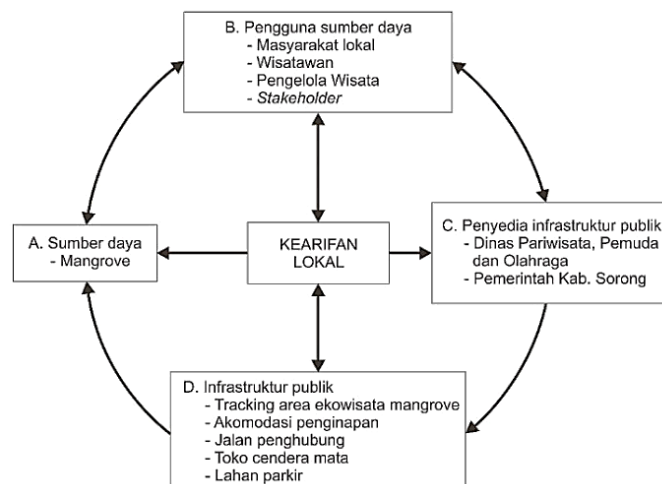 B. Pengguna sumber daya
- Masyarakat lokal
- Wisatawan
- Pengelola Wisata
- Stakeholder
A. Sumber daya
- Mangrove
KEARIFAN
LOKAL
C. Penyedia infrastruktur publik
- Dinas Pariwisata, Pemuda
dan Olahraga
- Pemerintah Kab. Sorong
D. Infrastruktur publik
- Tracking area ekowisata mangrove
- Akomodasi penginapan
- Jalan penghubung
- Toko cendera mata
- Lahan parkir